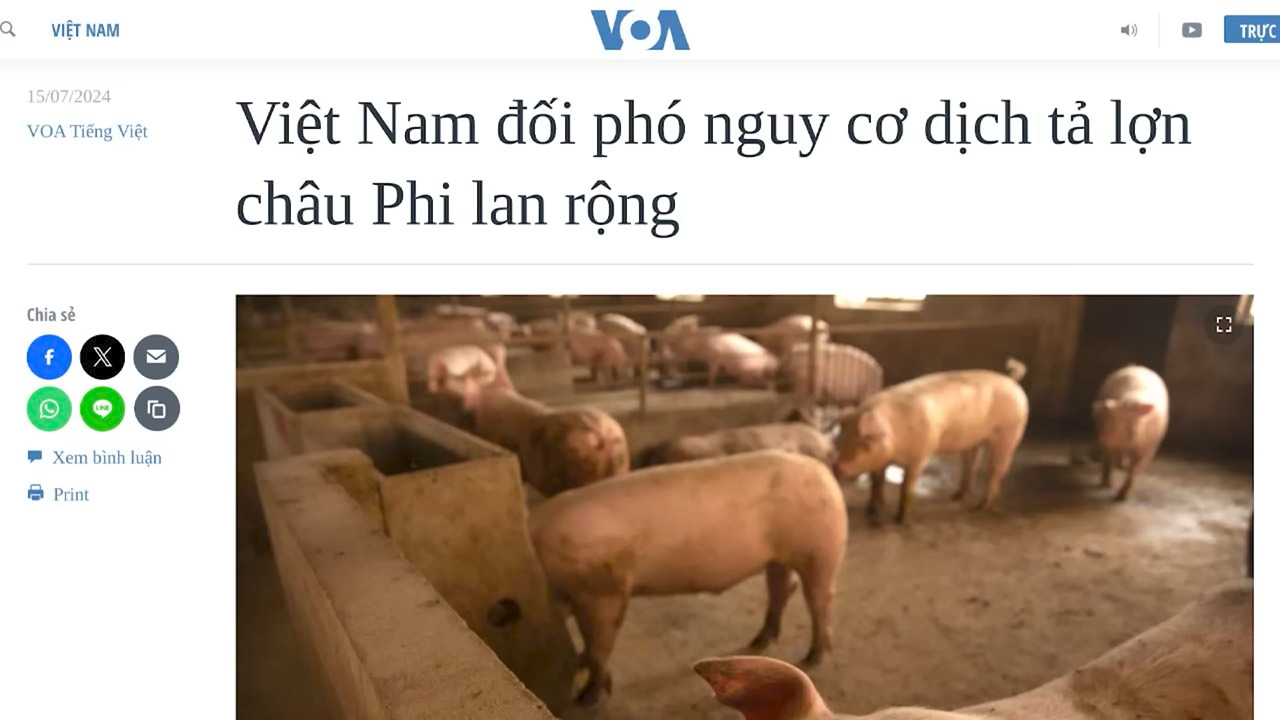 VIỆT NAM
VOA
TRỰC
15/07/2024
VOA Tiếng Việt
Việt Nam đối phó nguy cơ dịch tả lợn
châu Phi lan rộng
Chia sẻ
LINE
Xem bình luận
Print